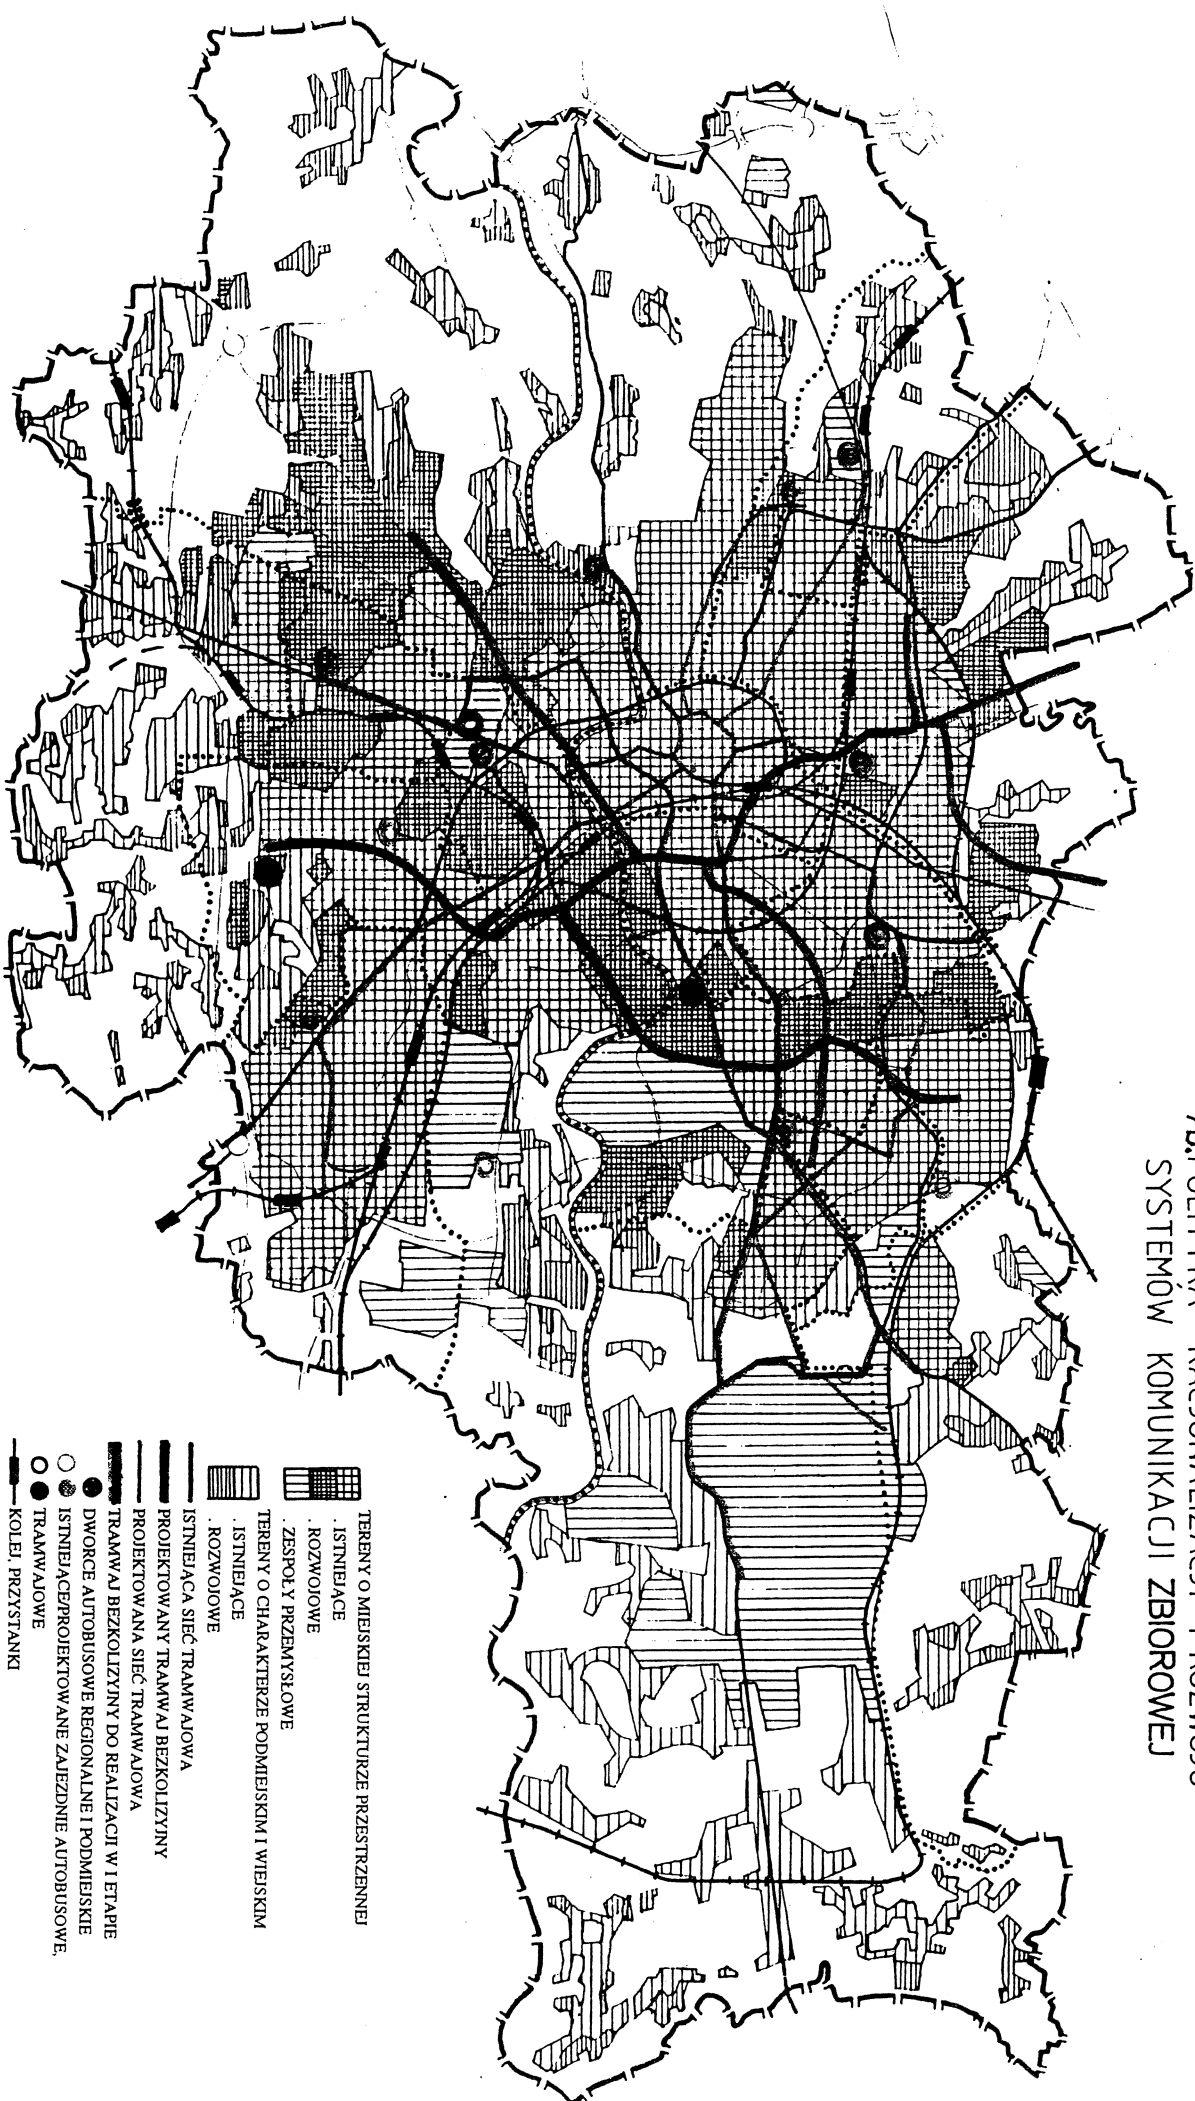 SYSTEMÓW KOMUNIKACJI ZBIOROWEJ
TERENY O MIEJSKIEJ STRUKTURZE PRZESTRZENNEJ
. ISTNIEJĄCE
. ROZWOJOWE
. ZESPOŁY PRZEMYSŁOWE
TERENY O CHARAKTERZE PODMIEJSKIM I WIEJSKIM
. ISTNIEJĄCE
. ROZWOJOWE
ISTNIEJĄCA SIEĆ TRAMWAJOWA
PROJEKTOWANY TRAMWAJ BEZKOLIZYJNY
PROJEKTOWANA SIEĆ TRAMWAJOWA
TRAMWAJ BEZKOLIZYJNY DO REALIZACJI W I ETAPIE
DWORCE AUTOBUSOWE REGIONALNE I PODMIEJSKIE
ISTNIEJĄCE/PROJEKTOWANE ZAJEZDNIE AUTOBUSOWE,
TRAMWAJOWE
KOLEJ, PRZYSTANKI